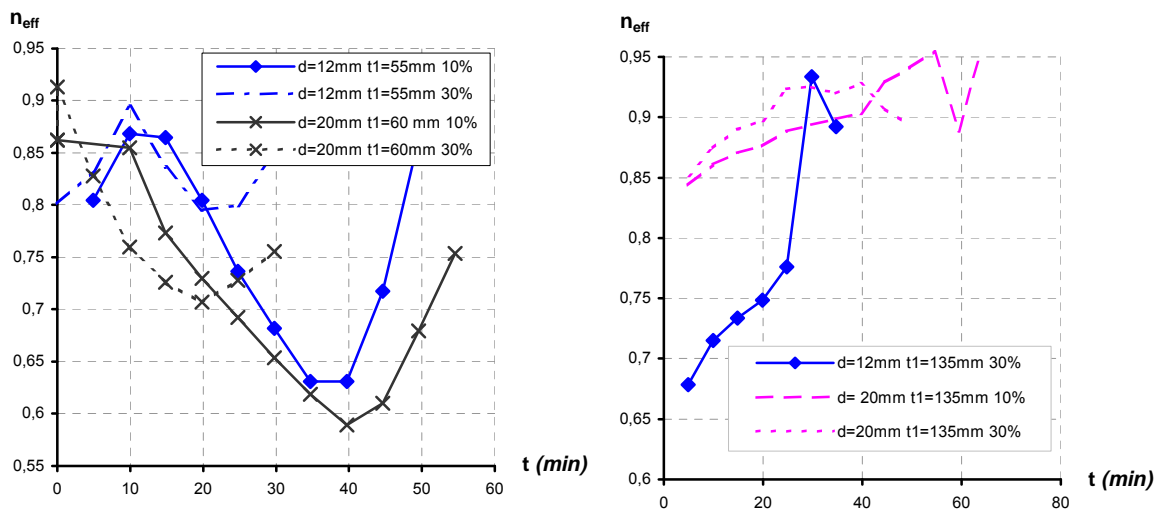 n_eff
0,95
0,9
0,85
0,8
0,75
0,7
0,65
0,6
0,55
0 10 20 30 40 50 60
t (min)
d=12mm t1=55mm 10%
d=12mm t1=55mm 30%
d=20mm t1=60 mm 10%
d=20mm t1=60mm 30%
n_eff
0,95
0,9
0,85
0,8
0,75
0,7
0,65
0,6
0 20 40 60 80
t (min)
d=12mm t1=135mm 30%
d= 20mm t1=135mm 10%
d=20mm t1=135mm 30%